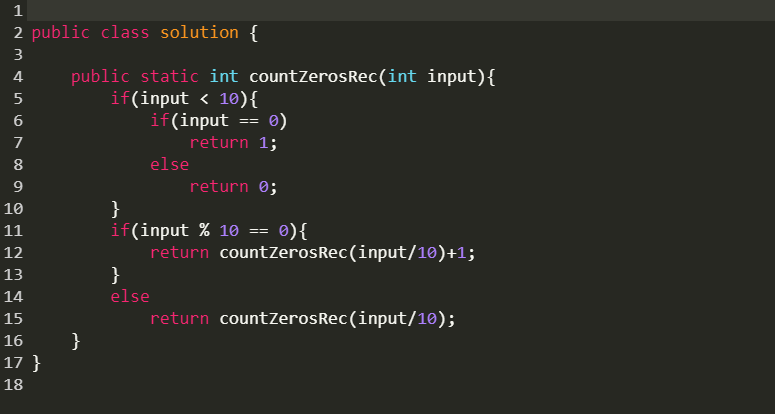 1
2 public class solution {
3
4     public static int countZerosRec(int input){
5         if(input < 10){
6             if(input == 0)
7                 return 1;
8             else
9                 return 0;
10         }
11         if(input % 10 == 0){
12             return countZerosRec(input/10)+1;
13         }
14         else
15             return countZerosRec(input/10);
16     }
17 }
18